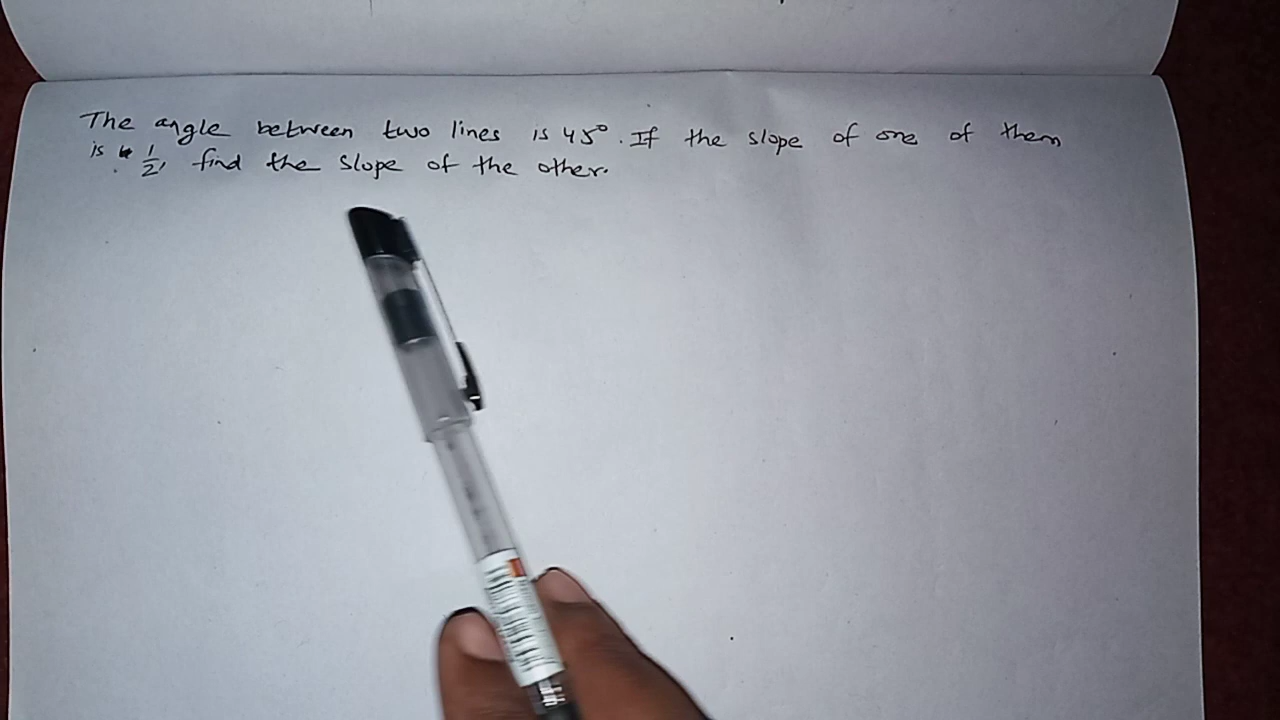 The angle between two lines is 45°. If the slope of one of them
is 1/2, find the slope of the other.